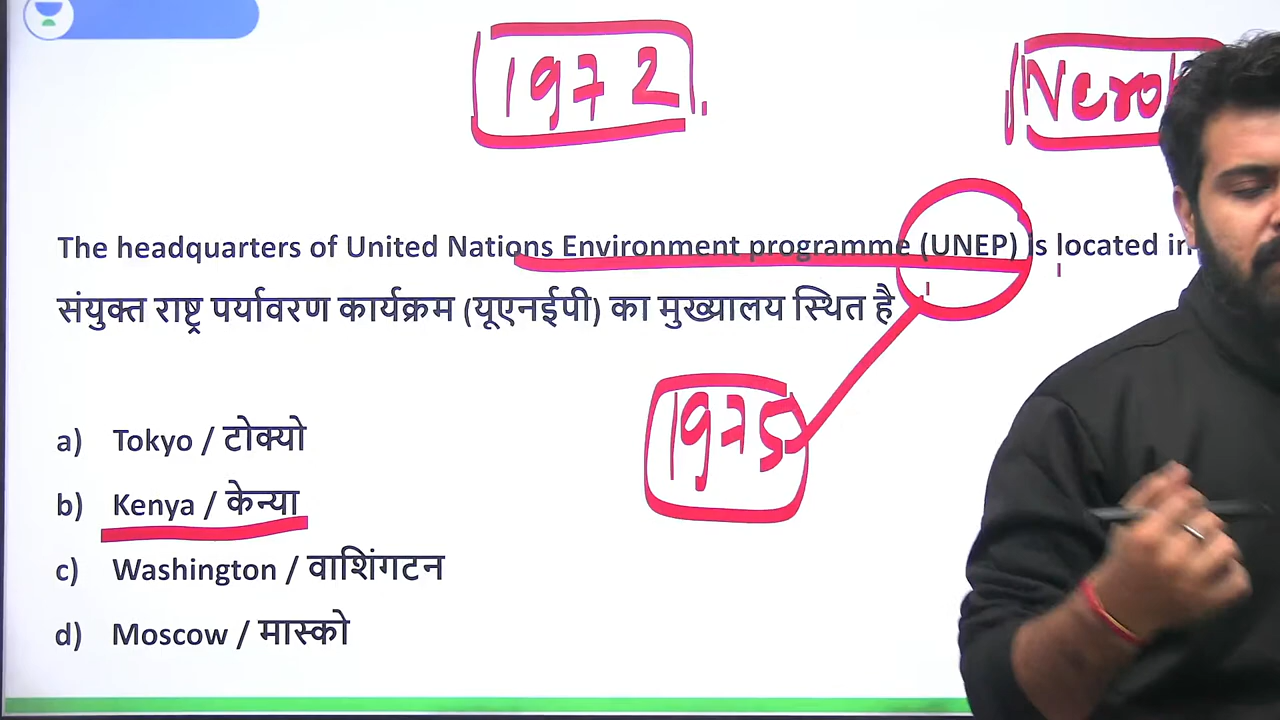 1972
The headquarters of United Nations Environment programme (UNEP) is located in
संयुक्त राष्ट्र पर्यावरण कार्यक्रम (यूएनईपी) का मुख्यालय स्थित है
1975
a) Tokyo / टोक्यो
b) Kenya / केन्या
c) Washington / वाशिंगटन
d) Moscow / मास्को